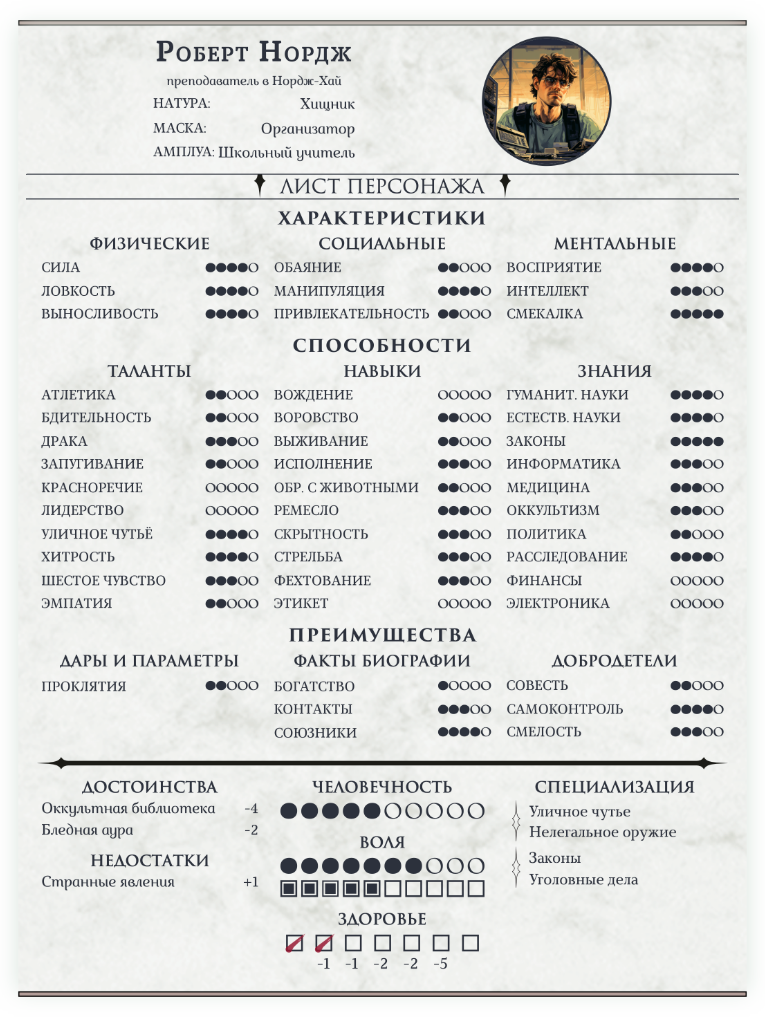 Роберт Нордж
преподаватель в Нордж-Хай
НАТУРА: Хищник
МАСКА: Организатор
АМПЛУА: Школьный учитель
ЛИСТ ПЕРСОНАЖА
ХАРАКТЕРИСТИКИ
ФИЗИЧЕСКИЕ СОЦИАЛЬНЫЕ МЕНТАЛЬНЫЕ
СИЛА ОБАЯНИЕ ВОСПРИЯТИЕ
ЛОВКОСТЬ МАНИПУЛЯЦИЯ ИНТЕЛЛЕКТ
ВЫНОСЛИВОСТЬ ПРИВЛЕКАТЕЛЬНОСТЬ СМЕКАЛКА
СПОСОБНОСТИ
ТАЛАНТЫ НАВЫКИ ЗНАНИЯ
АТЛЕТИКА ВОЖДЕНИЕ ГУМАНИТ. НАУКИ
БДИТЕЛЬНОСТЬ ВОРОВСТВО ЕСТЕСТВ. НАУКИ
ДРАКА ВЫЖИВАНИЕ ЗАКОНЫ
ЗАПУГИВАНИЕ ИСПОЛНЕНИЕ ИНФОРМАТИКА
КРАСНОРЕЧИЕ ОБР. С ЖИВОТНЫМИ МЕДИЦИНА
ЛИДЕРСТВО РЕМЕСЛО ОККУЛЬТИЗМ
УЛИЧНОЕ ЧУТЬЁ СКРЫТНОСТЬ ПОЛИТИКА
ХИТРОСТЬ СТРЕЛЬБА РАССЛЕДОВАНИЕ
ШЕСТОЕ ЧУВСТВО ФЕХТОВАНИЕ ФИНАНСЫ
ЭМПАТИЯ ЭТИКЕТ ЭЛЕКТРОНИКА
ПРЕИМУЩЕСТВА
ДАРЫ И ПАРАМЕТРЫ ФАКТЫ БИОГРАФИИ ДОБРОДЕТЕЛИ
ПРОКЛЯТИЯ БОГАТСТВО СОВЕСТЬ
КОНТАКТЫ САМОКОНТРОЛЬ
СОЮЗНИКИ СМЕЛОСТЬ
ДОСТОИНСТВА ЧЕЛОВЕЧНОСТЬ СПЕЦИАЛИЗАЦИЯ
Оккультная библиотека -4
Бледная аура -2
НЕДОСТАТКИ
Странные явления +1
ВОЛЯ
Уличное чутье
Нелегальное оружие
Законы
Уголовные дела
ЗДОРОВЬЕ
-1 -1 -2 -2 -5